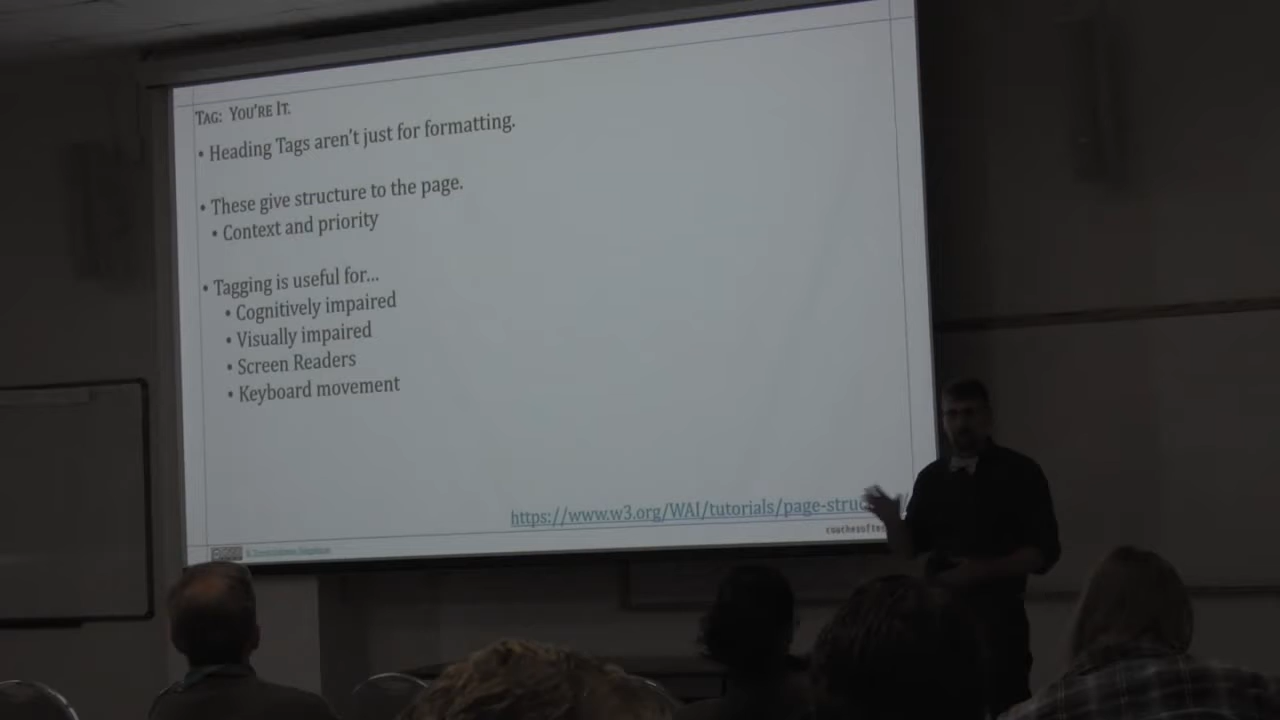 TAG: YOU'RE IT.
• Heading Tags aren't just for formatting.
• These give structure to the page.
• Context and priority
• Tagging is useful for...
• Cognitively impaired
• Visually impaired
• Screen Readers
• Keyboard movement
https://www.w3.org/WAI/tutorials/page-struc